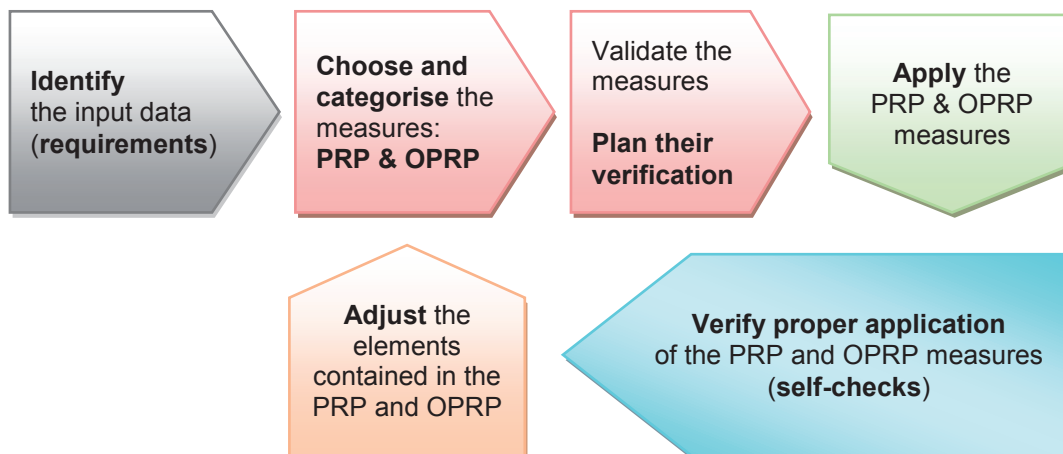 Identify
the input data
(requirements)
Choose and
categorise the
measures:
PRP & OPRP
Validate the
measures
Plan their
verification
Apply the
PRP & OPRP
measures
Verify proper application
of the PRP and OPRP measures
(self-checks)
Adjust the
elements
contained in the
PRP and OPRP